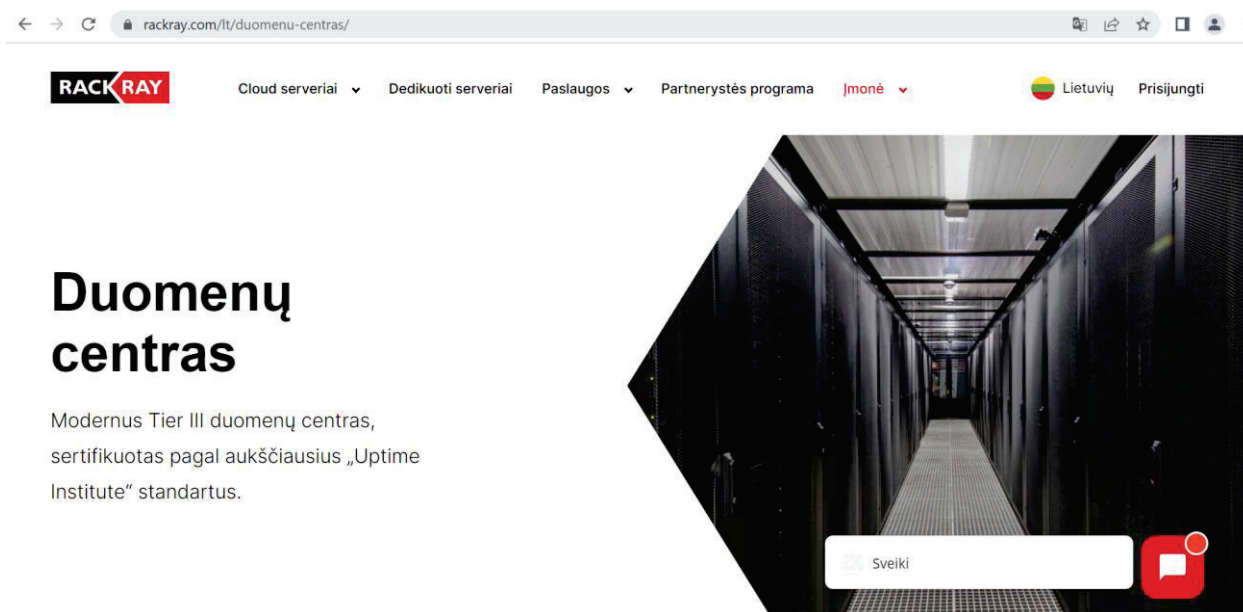 rackray.com/lt/duomenu-centras/
RACK RAY
Cloud serveriai
Dedikuoti serveriai
Paslaugos
Partnerystės programa
Įmonė
Lietuvių
Prisijungti
Duomenų
centras
Modernus Tier III duomenų centras,
sertifikuotas pagal aukščiausius „Uptime
Institute“ standartus.
Sveiki